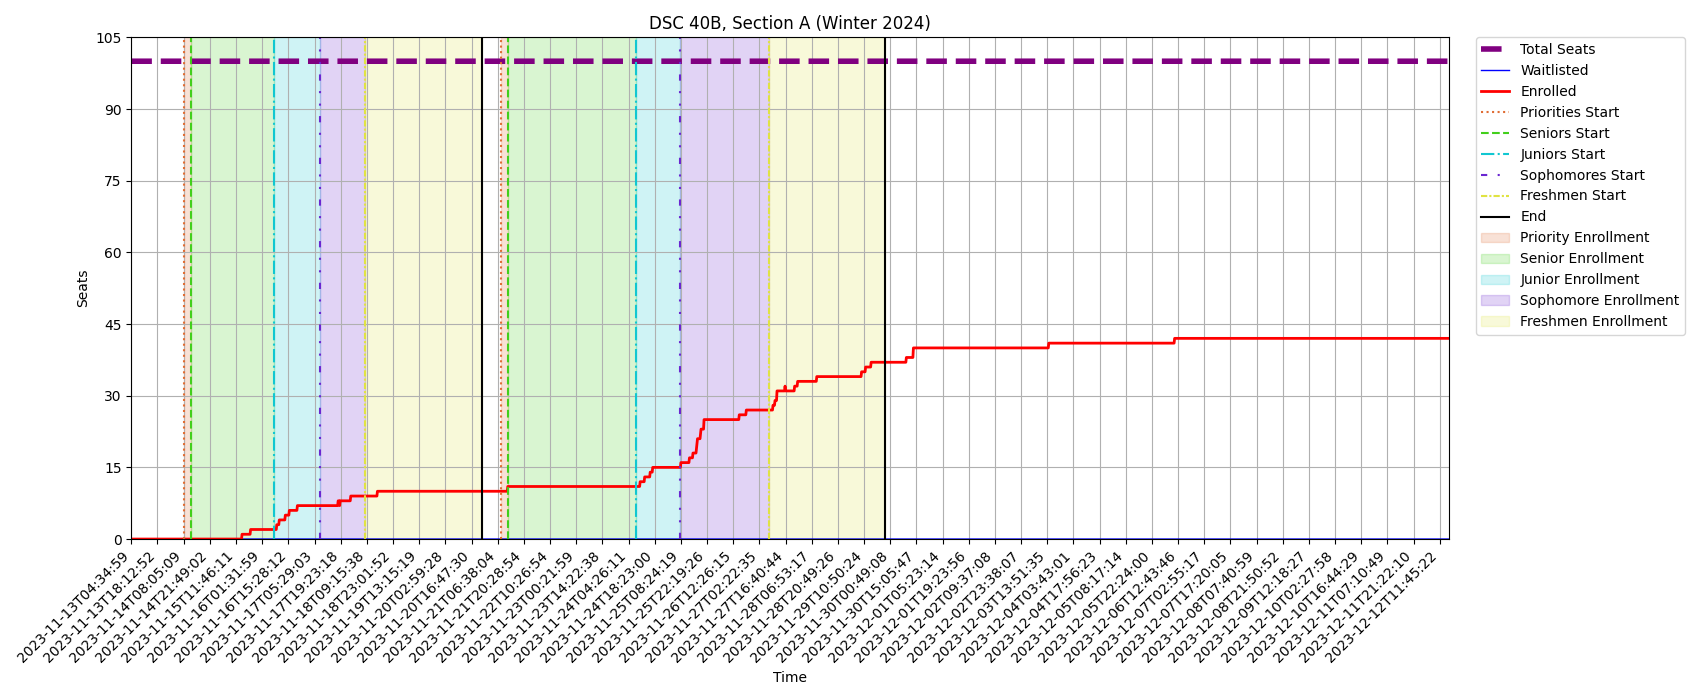 DSC 40B, Section A (Winter 2024)
105
90
75
60
45
30
15
0
Seats
2023-11-13T04:34:59
2023-11-13T18:12:52
2023-11-14T08:05:09
2023-11-14T21:49:02
2023-11-15T11:46:11
2023-11-16T01:31:59
2023-11-16T15:28:12
2023-11-17T05:29:03
2023-11-17T19:23:18
2023-11-18T09:15:38
2023-11-18T23:01:52
2023-11-19T13:15:19
2023-11-20T02:59:28
2023-11-20T16:47:30
2023-11-21T06:38:04
2023-11-21T20:28:54
2023-11-22T10:26:54
2023-11-23T00:21:59
2023-11-23T14:22:38
2023-11-24T04:26:11
2023-11-24T18:23:00
2023-11-25T08:24:19
2023-11-25T22:19:26
2023-11-26T12:26:15
2023-11-27T02:22:35
2023-11-27T16:40:44
2023-11-28T06:53:17
2023-11-28T20:49:26
2023-11-29T10:50:24
2023-11-30T00:49:08
2023-11-30T15:05:47
2023-12-01T05:23:14
2023-12-01T19:23:56
2023-12-02T09:37:08
2023-12-02T23:38:07
2023-12-03T13:51:35
2023-12-04T03:43:01
2023-12-04T17:56:23
2023-12-05T08:17:14
2023-12-05T22:24:00
2023-12-06T12:43:46
2023-12-07T02:55:17
2023-12-07T17:20:05
2023-12-08T07:40:59
2023-12-08T21:50:52
2023-12-09T12:18:27
2023-12-10T02:27:58
2023-12-10T16:44:29
2023-12-11T07:10:49
2023-12-11T21:22:10
2023-12-12T11:45:22
Time
Total Seats
Waitlisted
Enrolled
Priorities Start
Seniors Start
Juniors Start
Sophomores Start
Freshmen Start
End
Priority Enrollment
Senior Enrollment
Junior Enrollment
Sophomore Enrollment
Freshmen Enrollment